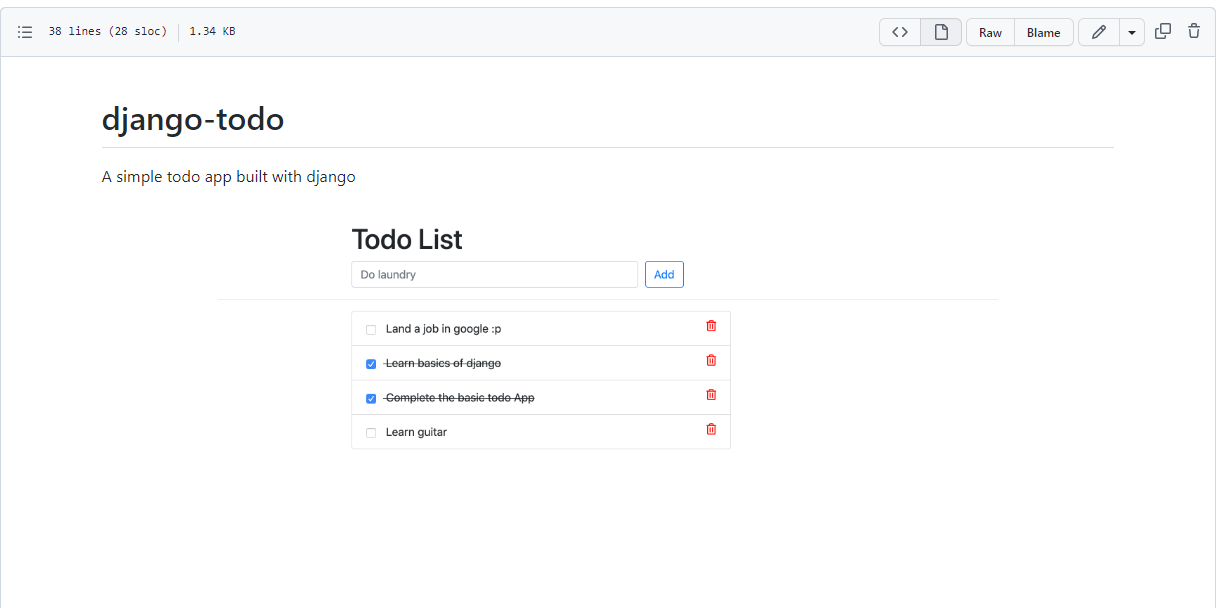 38 lines (28 sloc) 1.34 KB Raw Blame
django-todo
A simple todo app built with django
Todo List
Do laundry Add
Land a job in google :p
Learn basics of django
Complete the basic todo App
Learn guitar